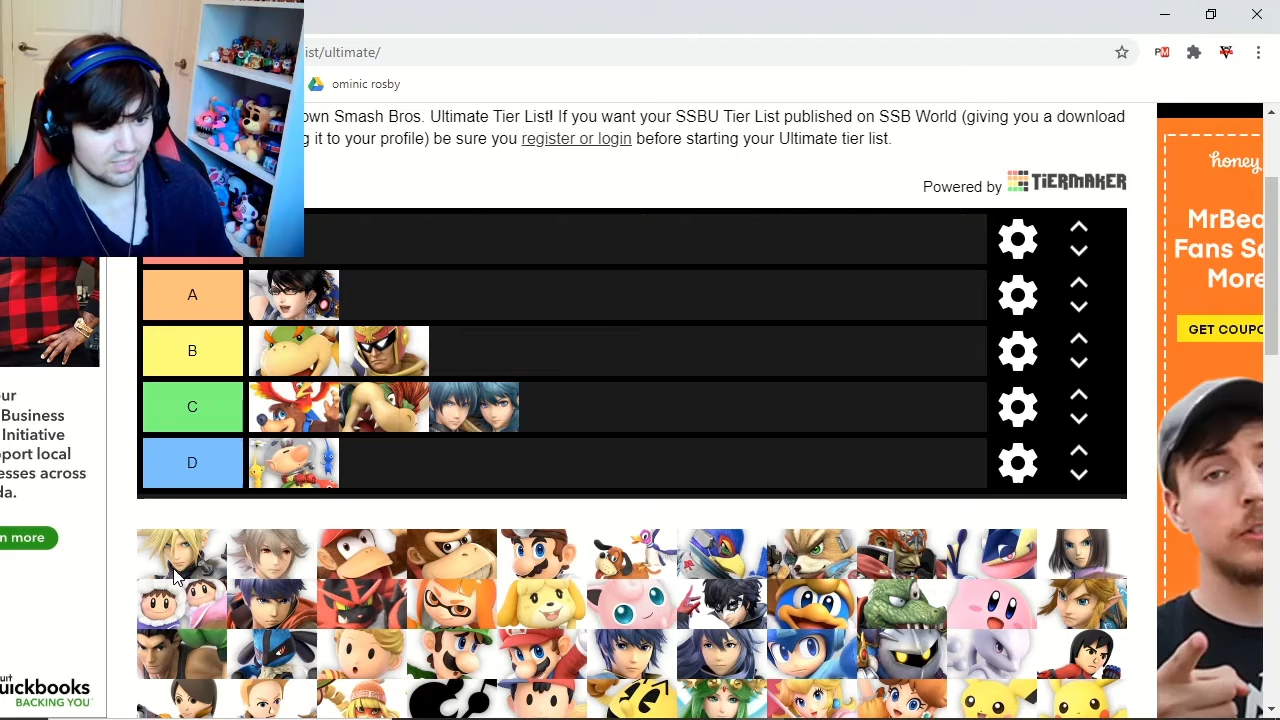 ist/ultimate/
PM
ominic rosby
own Smash Bros. Ultimate Tier List! If you want your SSBU Tier List published on SSB World (giving you a download
g it to your profile) be sure you register or login before starting your Ultimate tier list.
Powered by TiERMAKER
honey
MrBea
Fans Sa
More
GET COUPO
A
B
C
D
ur
Business
Initiative
port local
esses across
da.
n more
urt
uickbooks
BACKING YOU